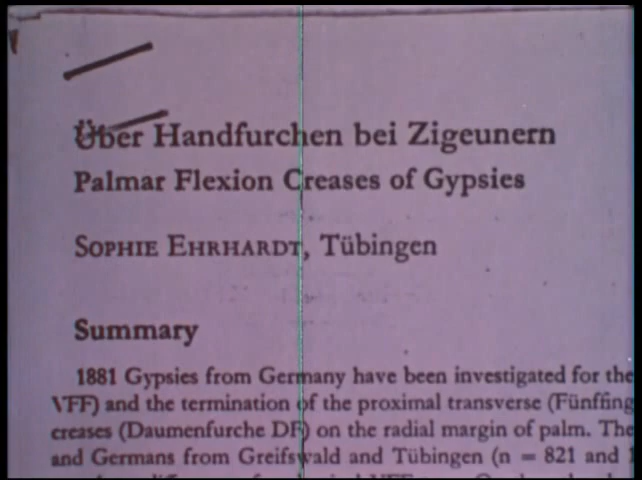 Über Handfurchen bei Zigeunern
Palmar Flexion Creases of Gypsies
SOPHIE EHRHARDT, Tübingen
Summary
1881 Gypsies from Germany have been investigated for the
VFF) and the termination of the proximal transverse (Fünffing
creases (Daumenfurche DF) on the radial margin of palm. The
and Germans from Greifswald and Tübingen (n = 821 and